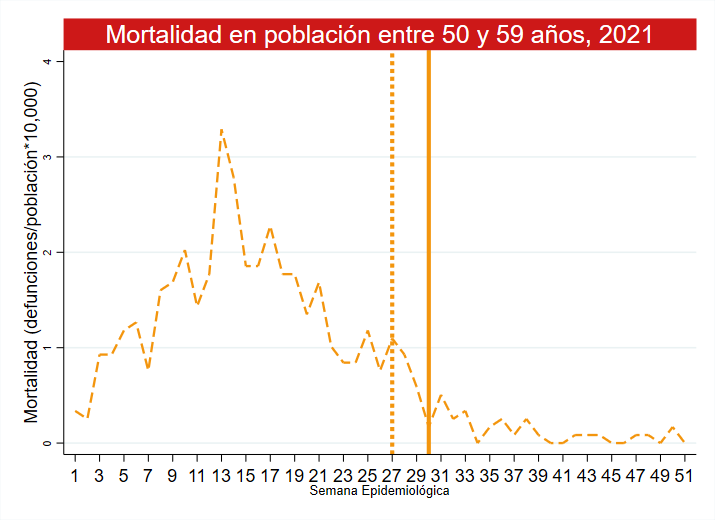 Mortalidad en población entre 50 y 59 años, 2021
Mortalidad (defunciones/población*10,000)
4
3
2
1
0
1 3 5 7 9 11 13 15 17 19 21 23 25 27 29 31 33 35 37 39 41 43 45 47 49 51
Semana Epidemiológica